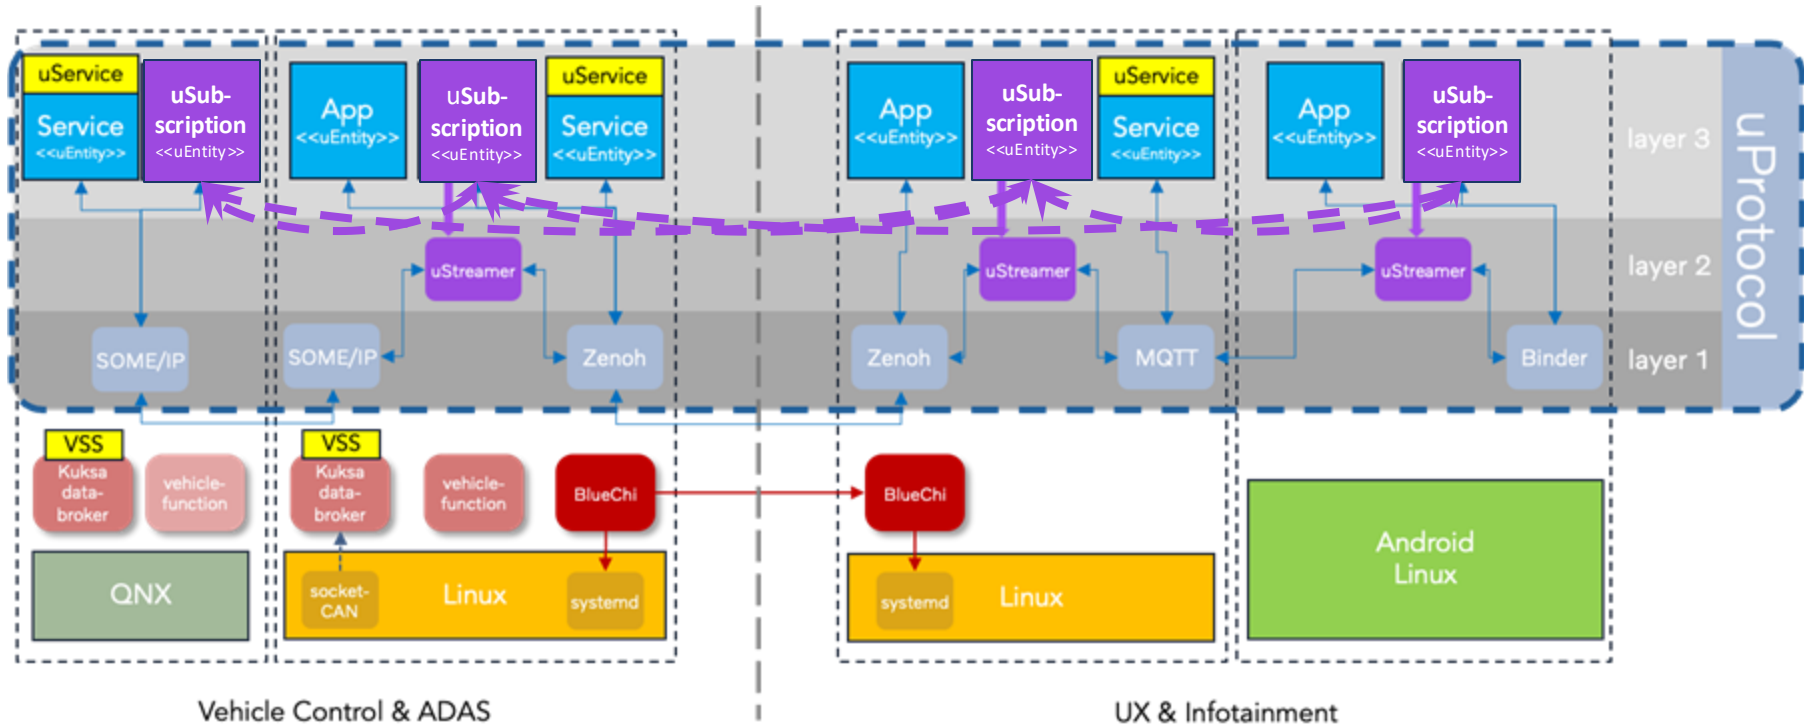 uService
Service
<<uEntity>>
uSub-
scription
<<uEntity>>
App
<<uEntity>>
uSub-
scription
<<uEntity>>
uService
Service
<<uEntity>>
App
<<uEntity>>
uSub-
scription
<<uEntity>>
uService
Service
<<uEntity>>
App
<<uEntity>>
uSub-
scription
<<uEntity>>
layer 3
uProtocol
uStreamer
uStreamer
uStreamer
layer 2
SOME/IP
SOME/IP
Zenoh
Zenoh
MQTT
Binder
layer 1
VSS
Kuksa
data-
broker
vehicle-
function
VSS
Kuksa
data-
broker
vehicle-
function
BlueChi
BlueChi
QNX
socket-
CAN
Linux
systemd
systemd
Linux
Android
Linux
Vehicle Control & ADAS
UX & Infotainment